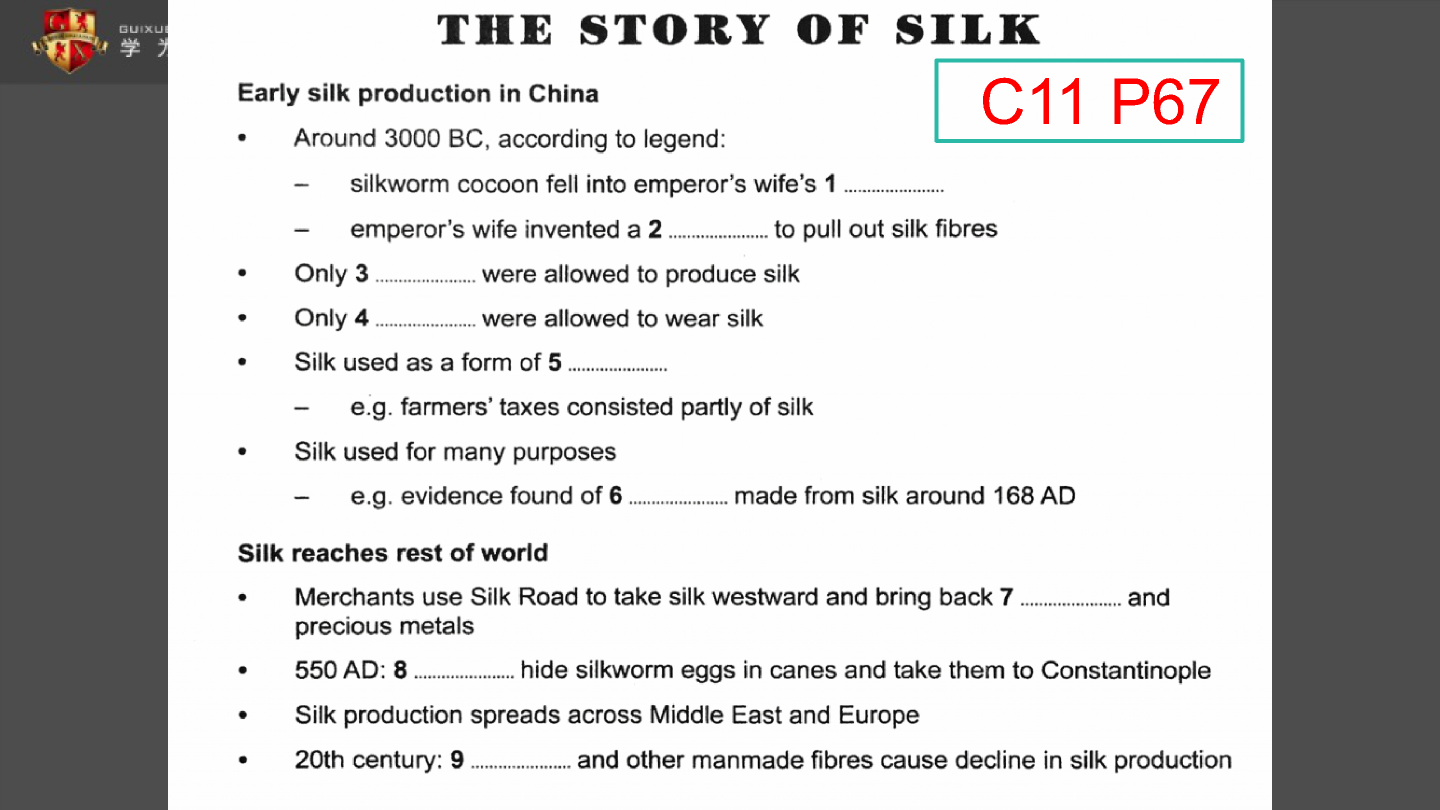 THE STORY OF SILK
GUIXUE
学 为
C11 P67
Early silk production in China
• Around 3000 BC, according to legend:
– silkworm cocoon fell into emperor's wife's 1 ......................
– emperor's wife invented a 2 ...................... to pull out silk fibres
• Only 3 ...................... were allowed to produce silk
• Only 4 ...................... were allowed to wear silk
• Silk used as a form of 5 ......................
– e.g. farmers' taxes consisted partly of silk
• Silk used for many purposes
– e.g. evidence found of 6 ...................... made from silk around 168 AD
Silk reaches rest of world
• Merchants use Silk Road to take silk westward and bring back 7 ...................... and
precious metals
• 550 AD: 8 ...................... hide silkworm eggs in canes and take them to Constantinople
• Silk production spreads across Middle East and Europe
• 20th century: 9 ...................... and other manmade fibres cause decline in silk production